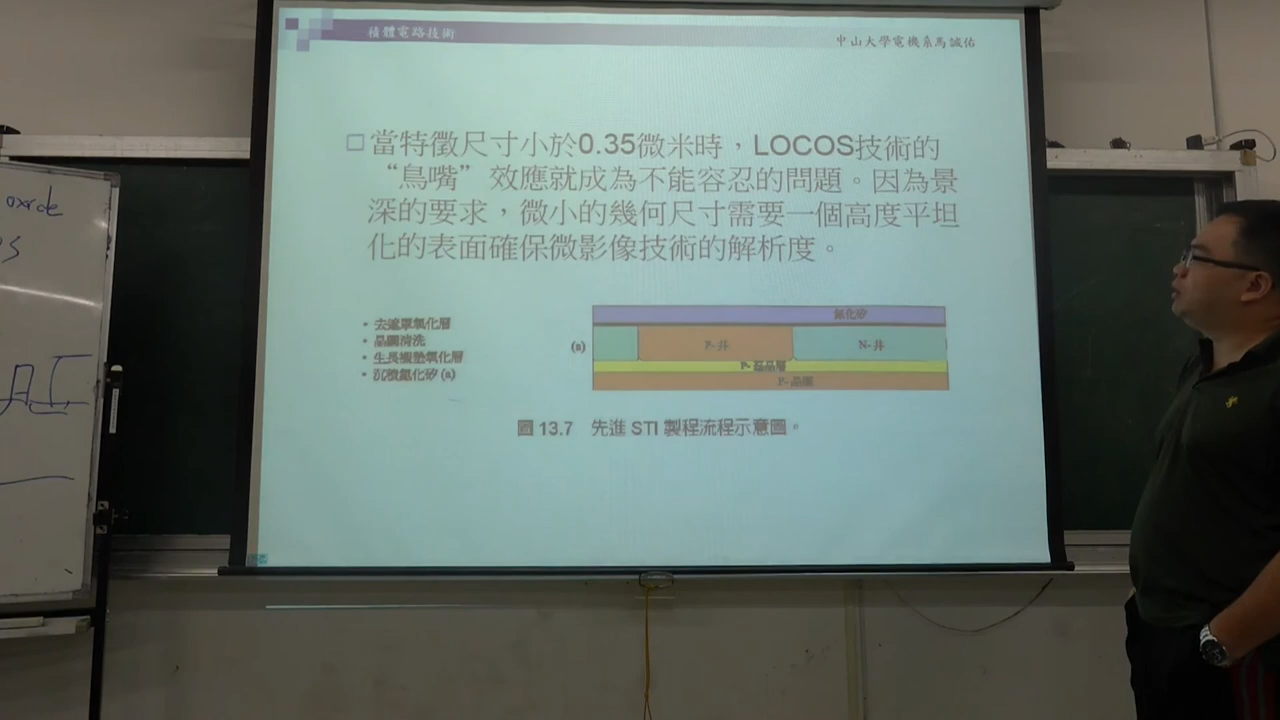 積體電路技術
中山大學電機系馬誠佑
當特徵尺寸小於0.35微米時，LOCOS技術的
“鳥嘴”效應就成為不能容忍的問題。因為景
深的要求，微小的幾何尺寸需要一個高度平坦
化的表面確保微影像技術的解析度。
• 去遮罩氧化層
• 晶圓清洗
• 生長襯墊氧化層
• 沉積氮化矽 (a)
(a)
氮化矽
P- 井
N- 井
P- 磊晶層
P- 晶圓
圖 13.7 先進 STI 製程流程示意圖。
oxide